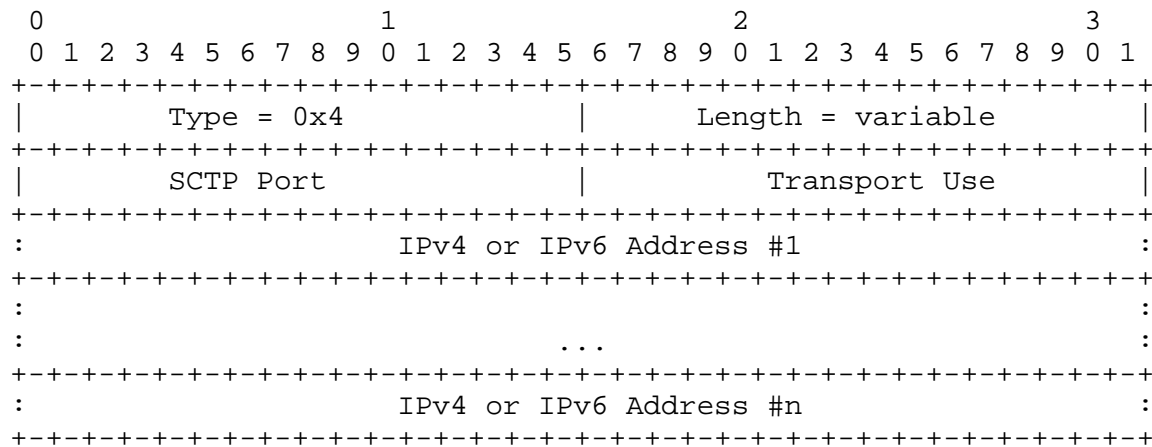 0                   1                   2                   3
 0 1 2 3 4 5 6 7 8 9 0 1 2 3 4 5 6 7 8 9 0 1 2 3 4 5 6 7 8 9 0 1
+-+-+-+-+-+-+-+-+-+-+-+-+-+-+-+-+-+-+-+-+-+-+-+-+-+-+-+-+-+-+-+-+
|        Type = 0x4             |      Length = variable        |
+-+-+-+-+-+-+-+-+-+-+-+-+-+-+-+-+-+-+-+-+-+-+-+-+-+-+-+-+-+-+-+-+
|        SCTP Port              |          Transport Use        |
+-+-+-+-+-+-+-+-+-+-+-+-+-+-+-+-+-+-+-+-+-+-+-+-+-+-+-+-+-+-+-+-+
:                     IPv4 or IPv6 Address #1                   :
+-+-+-+-+-+-+-+-+-+-+-+-+-+-+-+-+-+-+-+-+-+-+-+-+-+-+-+-+-+-+-+-+
:                                                               :
:                              ...                              :
+-+-+-+-+-+-+-+-+-+-+-+-+-+-+-+-+-+-+-+-+-+-+-+-+-+-+-+-+-+-+-+-+
:                     IPv4 or IPv6 Address #n                   :
+-+-+-+-+-+-+-+-+-+-+-+-+-+-+-+-+-+-+-+-+-+-+-+-+-+-+-+-+-+-+-+-+